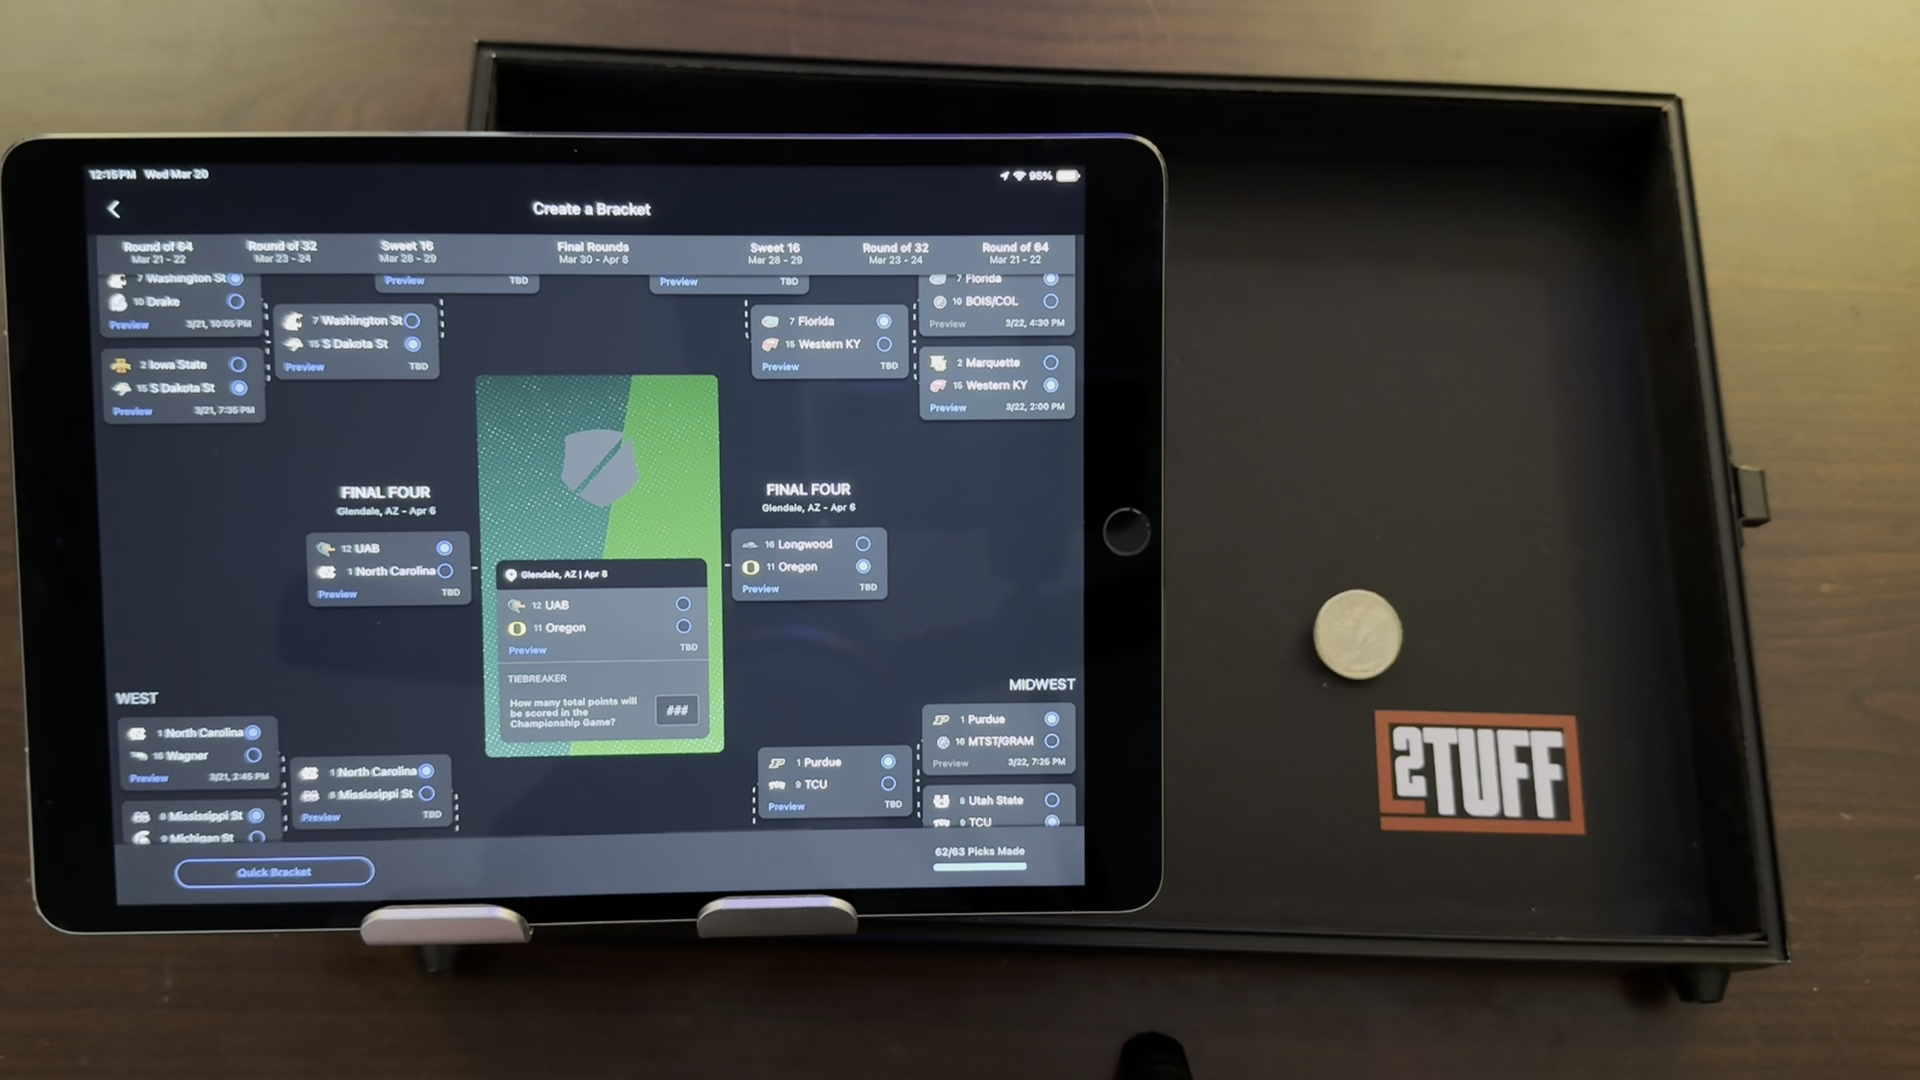 12:15PM Wed Mar 20
95%
Create a Bracket
Round of 64
Mar 21 - 22
Round of 32
Mar 23 - 24
Sweet 16
Mar 28 - 29
Final Rounds
Mar 30 - Apr 8
Sweet 16
Mar 28 - 29
Round of 32
Mar 23 - 24
Round of 64
Mar 21 - 22
7 Washington St
10 Drake
Preview 3/21, 10:05 PM
2 Iowa State
15 S Dakota St
Preview 3/21, 7:35 PM
7 Washington St
15 S Dakota St
Preview TBD
Preview TBD
Preview TBD
7 Florida
15 Western KY
Preview TBD
7 Florida
10 BOIS/COL
Preview 3/22, 4:30 PM
2 Marquette
15 Western KY
Preview 3/22, 2:00 PM
FINAL FOUR
Glendale, AZ - Apr 6
12 UAB
1 North Carolina
Preview TBD
Glendale, AZ | Apr 8
12 UAB
11 Oregon
Preview TBD
TIEBREAKER
How many total points will
be scored in the
Championship Game?
###
FINAL FOUR
Glendale, AZ - Apr 6
16 Longwood
11 Oregon
Preview TBD
WEST
1 North Carolina
16 Wagner
Preview 3/21, 2:45 PM
8 Mississippi St
9 Michigan St
1 North Carolina
8 Mississippi St
Preview TBD
MIDWEST
1 Purdue
9 TCU
Preview TBD
1 Purdue
16 MTST/GRAM
Preview 3/22, 7:25 PM
8 Utah State
9 TCU
Quick Bracket
62/63 Picks Made
2TUFF